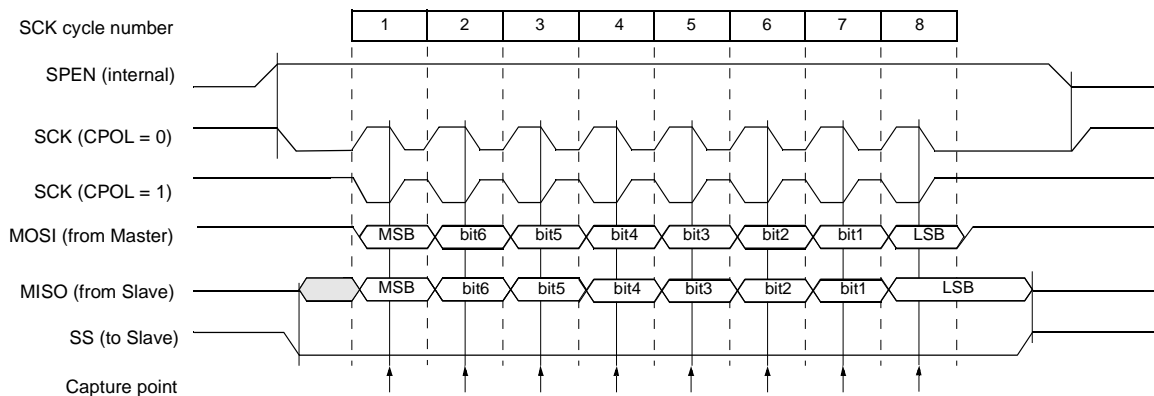 SCK cycle number 1 2 3 4 5 6 7 8
SPEN (internal)
SCK (CPOL = 0)
SCK (CPOL = 1)
MOSI (from Master) MSB bit6 bit5 bit4 bit3 bit2 bit1 LSB
MISO (from Slave) MSB bit6 bit5 bit4 bit3 bit2 bit1 LSB
SS (to Slave)
Capture point